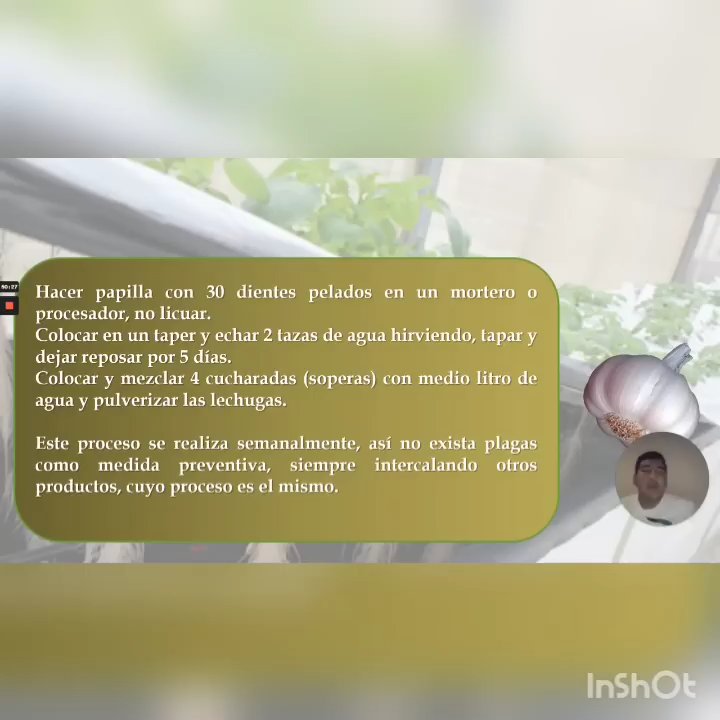 00:27
Hacer papilla con 30 dientes pelados en un mortero o
procesador, no licuar.
Colocar en un taper y echar 2 tazas de agua hirviendo, tapar y
dejar reposar por 5 días.
Colocar y mezclar 4 cucharadas (soperas) con medio litro de
agua y pulverizar las lechugas.
Este proceso se realiza semanalmente, así no exista plagas
como medida preventiva, siempre intercalando otros
productos, cuyo proceso es el mismo.
InShOt